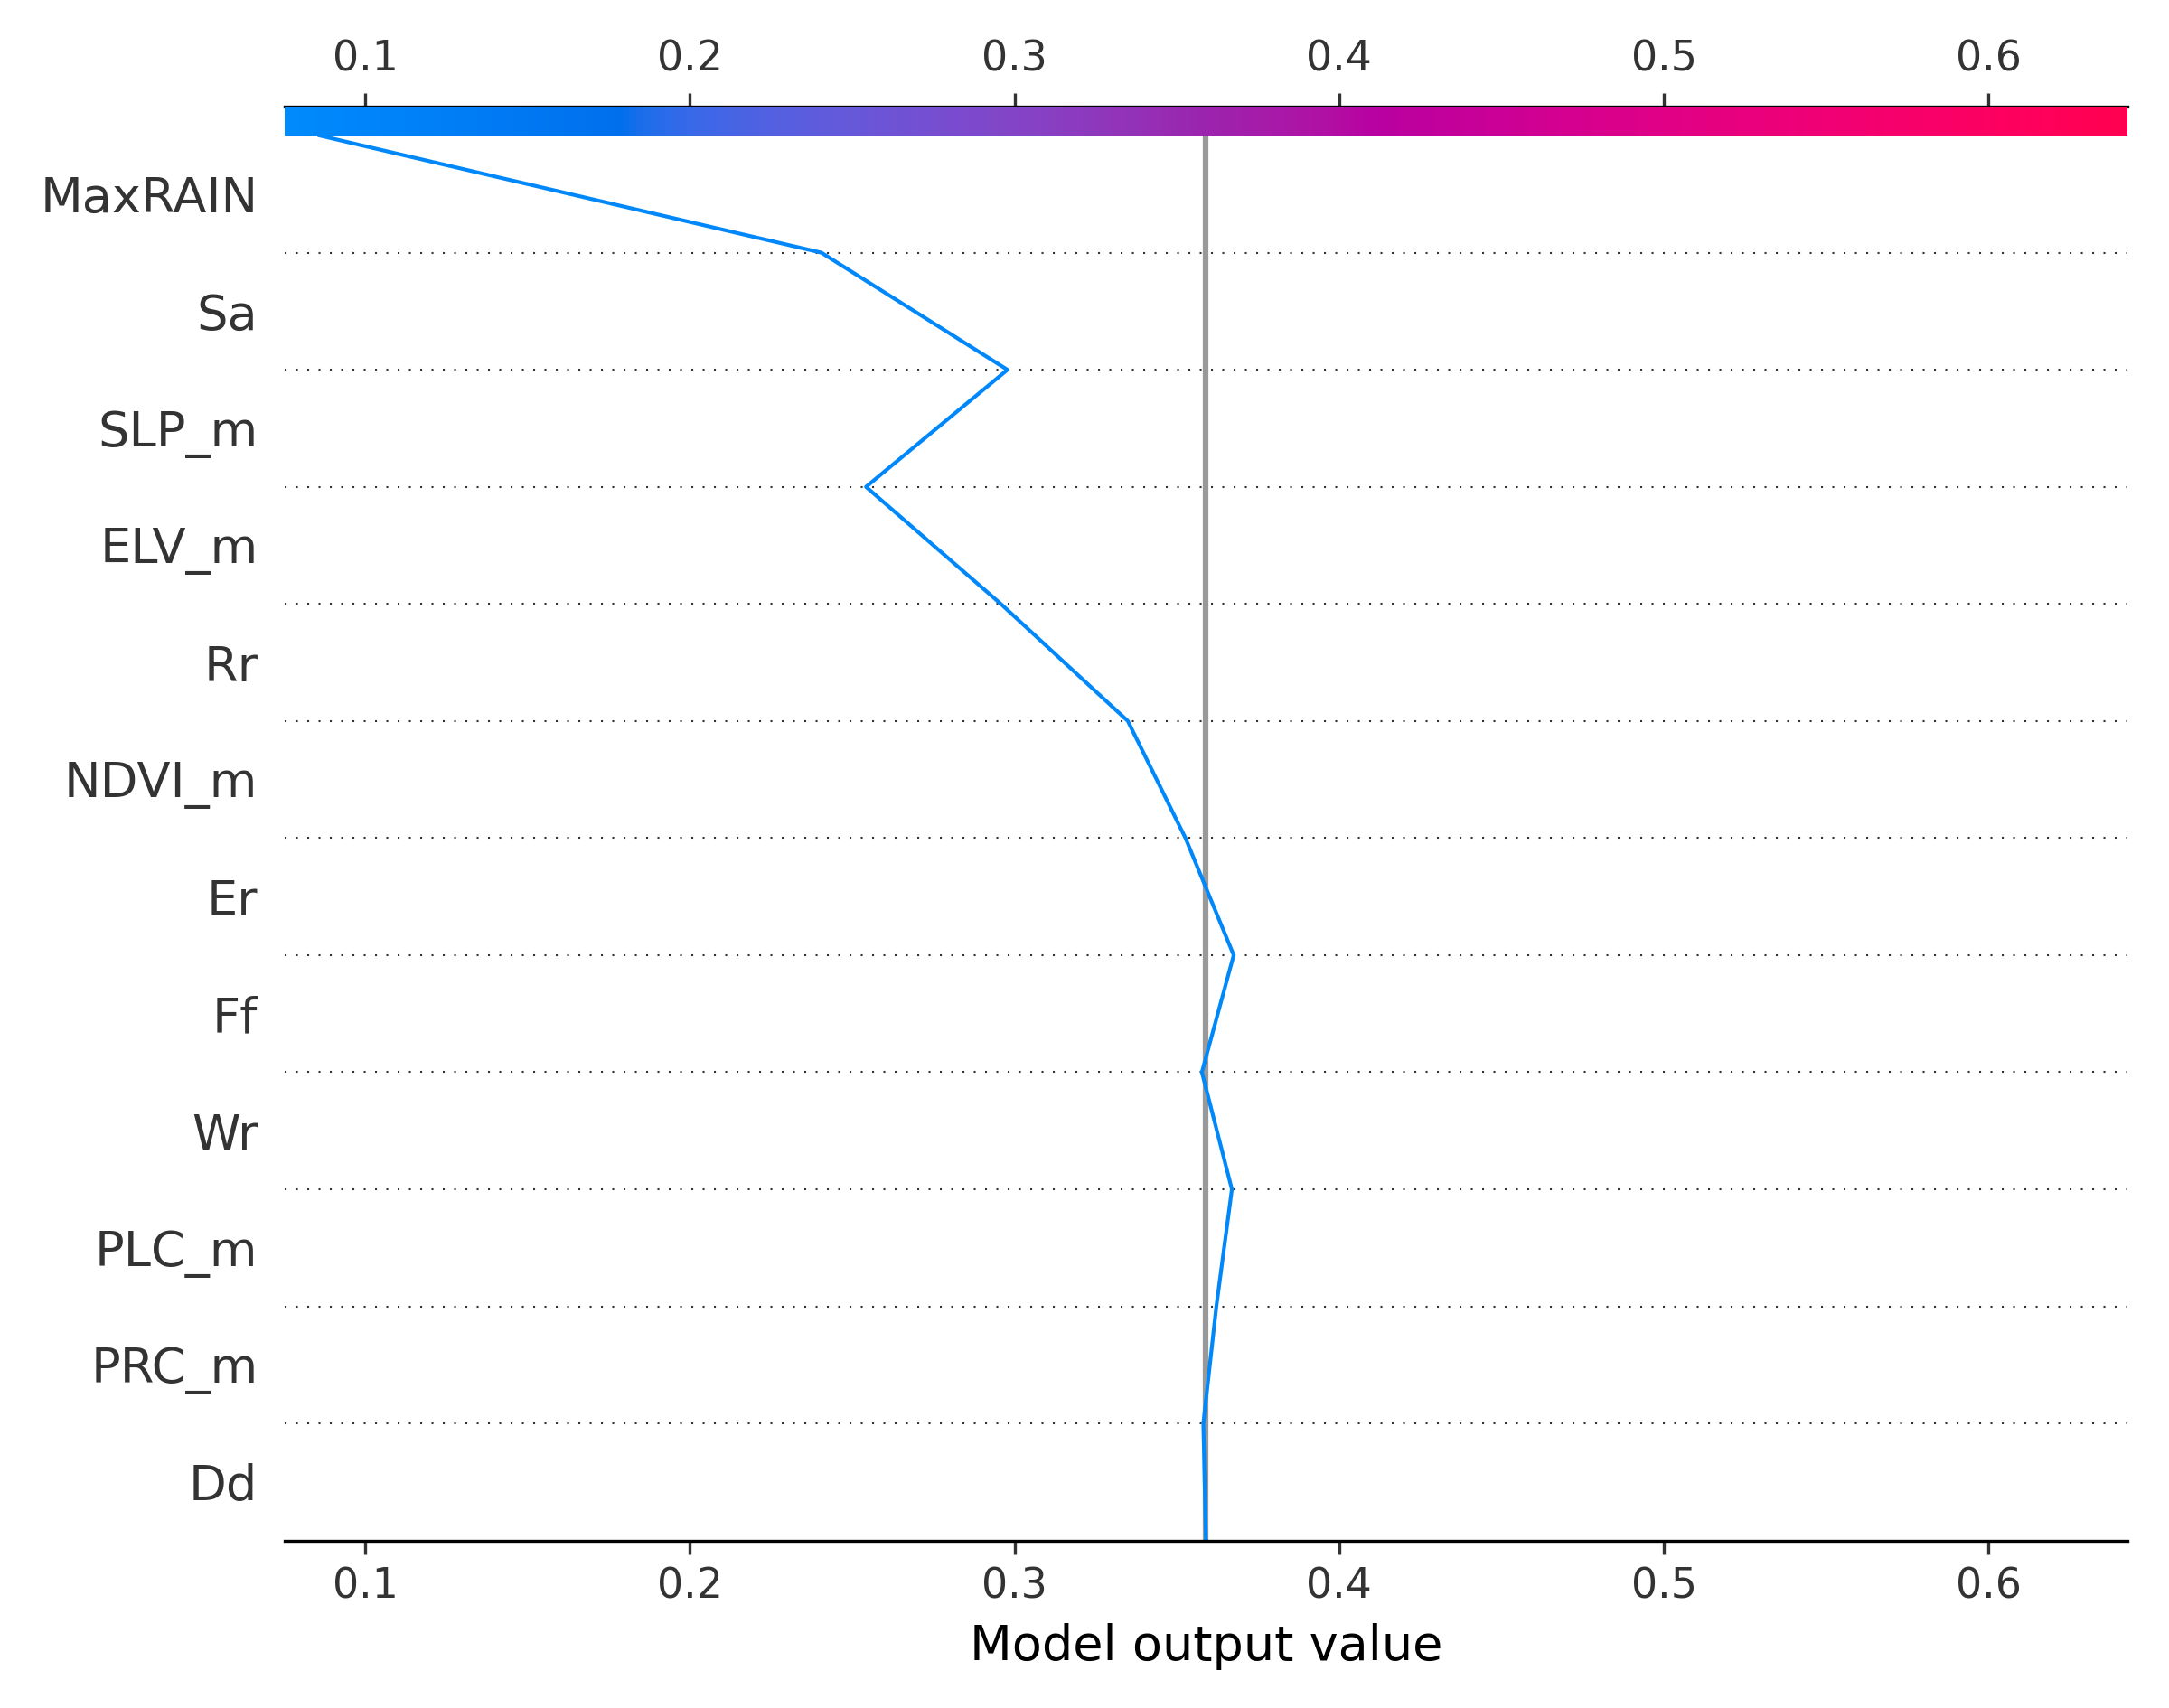 0.1 0.2 0.3 0.4 0.5 0.6
MaxRAIN
Sa
SLP_m
ELV_m
Rr
NDVI_m
Er
Ff
Wr
PLC_m
PRC_m
Dd
0.1 0.2 0.3 0.4 0.5 0.6
Model output value